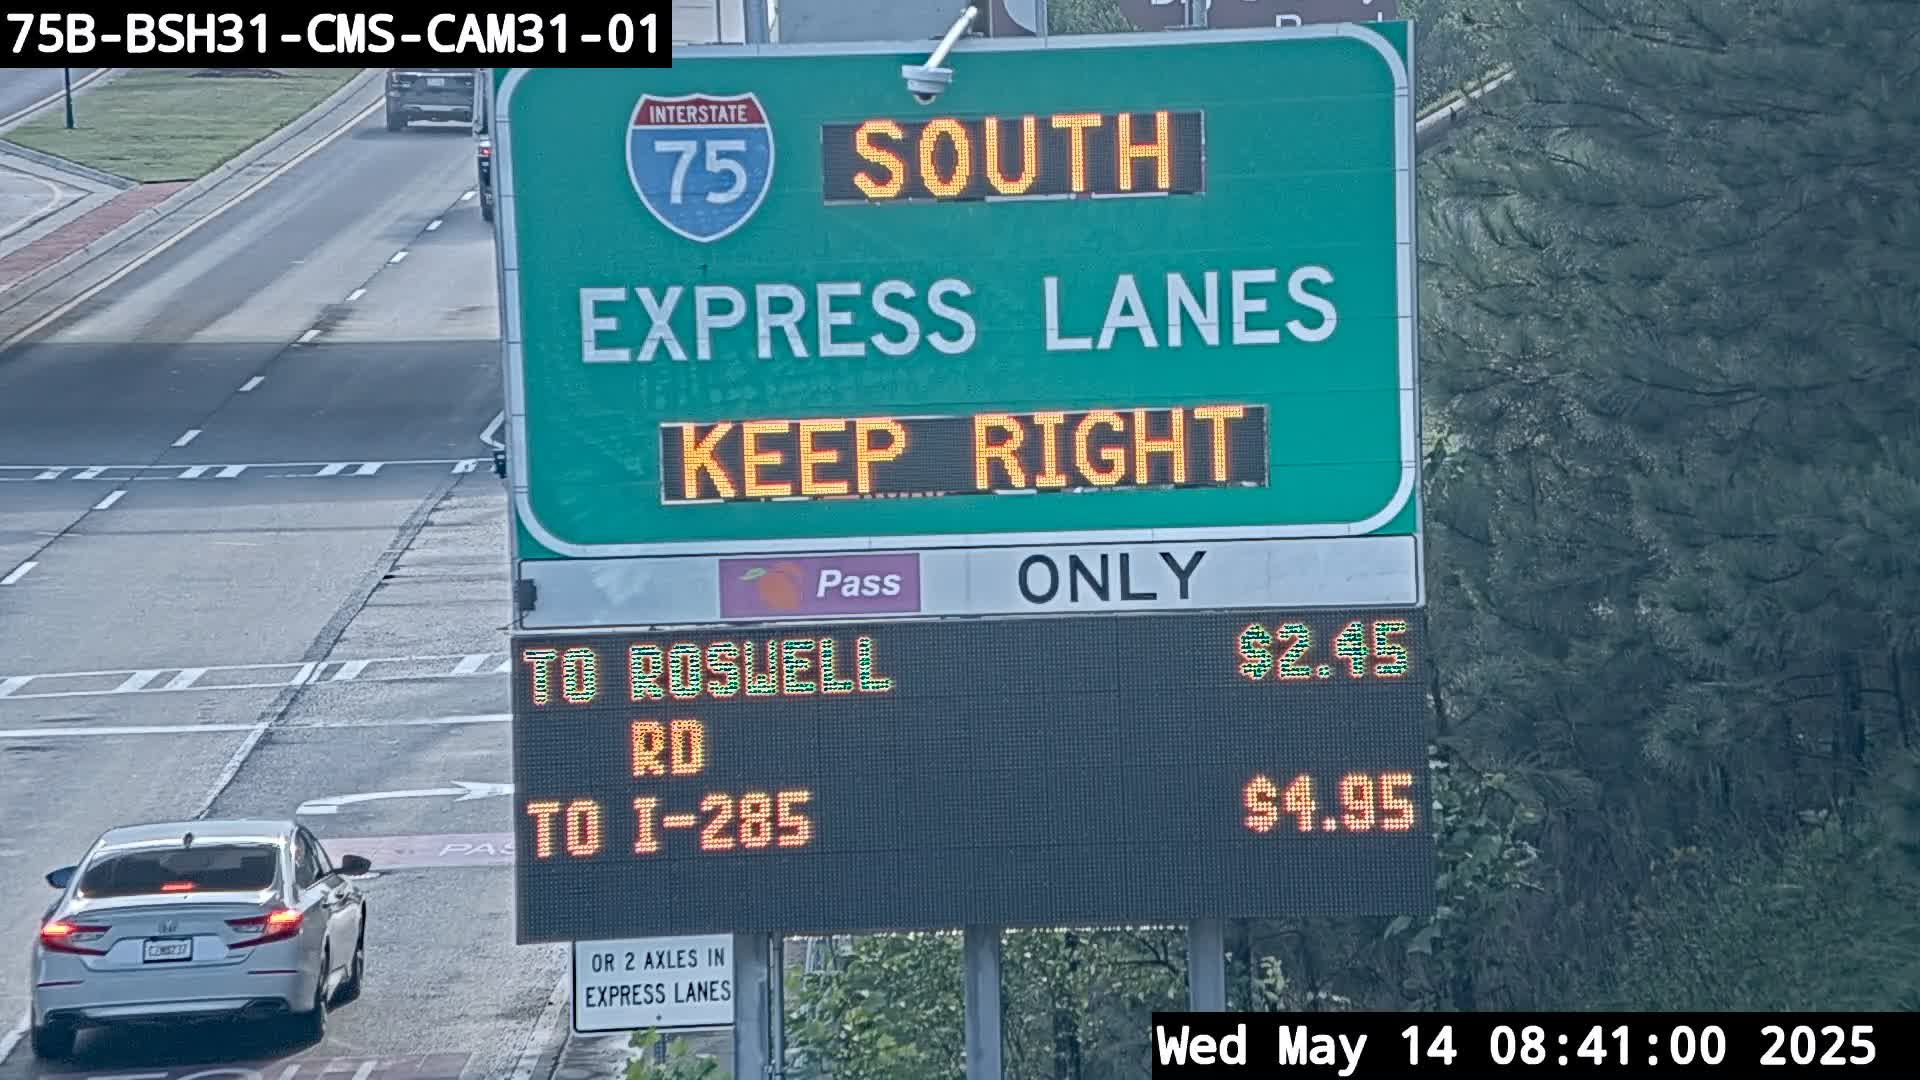 75B-BSH31-CMS-CAM31-01
INTERSTATE
75
SOUTH
EXPRESS LANES
KEEP RIGHT
Pass
ONLY
TO ROSWELL $2.45
RD
TO I-285 $4.95
OR 2 AXLES IN
EXPRESS LANES
Wed May 14 08:41:00 2025